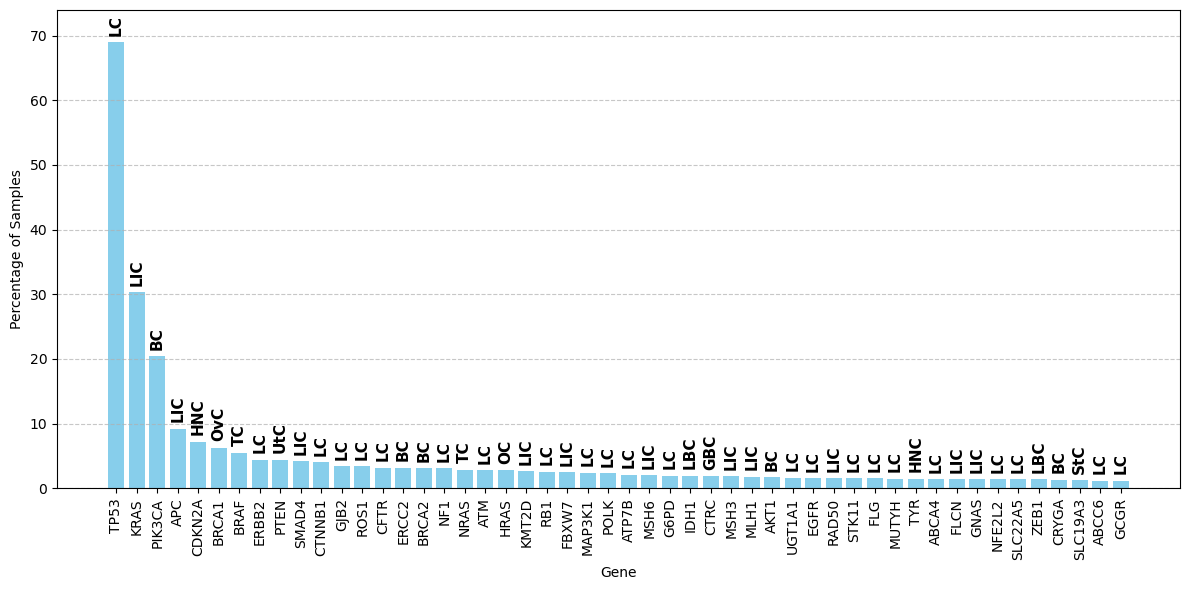 70
60
50
40
30
20
10
0
Percentage of Samples
LC LIC BC LIC HNC OvC TC LC UtC LIC LC LC LC LC BC BC LC TC LC OC LIC LC LIC LC LC LC LIC LC LBC GBC LIC LIC BC LC LC LIC LC LC LC HNC LC LIC LIC LC LC LBC BC StC LC LC
TP53 KRAS PIK3CA APC CDKN2A BRCA1 BRAF ERBB2 PTEN SMAD4 CTNNB1 GJB2 ROS1 CFTR ERCC2 BRCA2 NF1 NRAS ATM HRAS KMT2D RB1 FBXW7 MAP3K1 POLK ATP7B MSH6 G6PD IDH1 CTRC MSH3 MLH1 AKT1 UGT1A1 EGFR RAD50 STK11 FLG MUTYH TYR ABCA4 FLCN GNAS NFE2L2 SLC22A5 ZEB1 CRYGA SLC19A3 ABCC6 GCGR
Gene